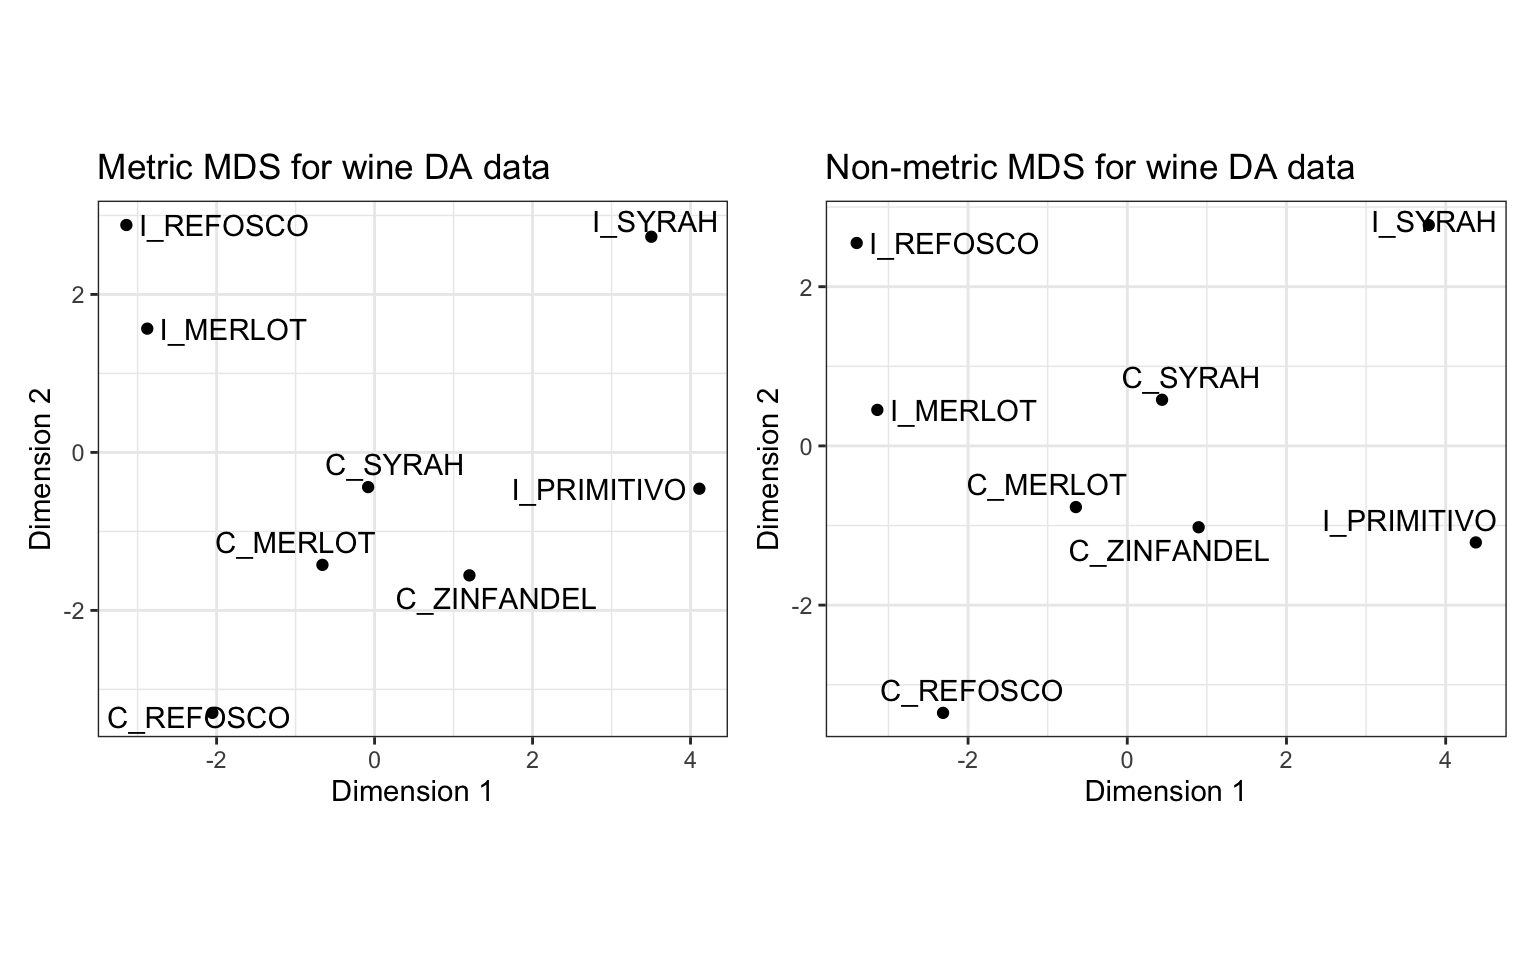 Metric MDS for wine DA data
I_REFOSCO
I_SYRAH
I_MERLOT
C_SYRAH
I_PRIMITIVO
C_MERLOT
C_ZINFANDEL
C_REFOSCO
2
0
-2
-2
0
2
4
Dimension 1
Dimension 2
Non-metric MDS for wine DA data
I_SYRAH
I_REFOSCO
C_SYRAH
I_MERLOT
C_MERLOT
I_PRIMITIVO
C_ZINFANDEL
C_REFOSCO
2
0
-2
-2
0
2
4
Dimension 1
Dimension 2